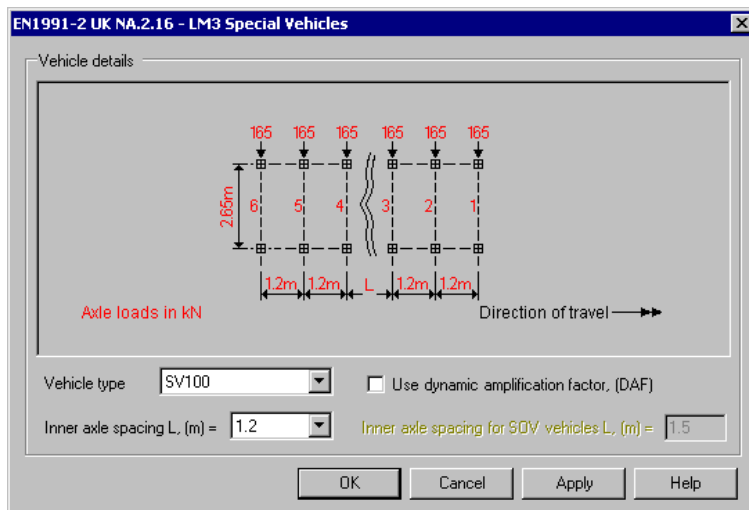 EN1991-2 UK NA.2.16 - LM3 Special Vehicles
Vehicle details
165 165 165 165 165 165
2.65m
6 5 4 3 2 1
1.2m 1.2m L 1.2m 1.2m
Axle loads in kN
Direction of travel
Vehicle type SV100
Use dynamic amplification factor, (DAF)
Inner axle spacing L, (m) = 1.2
Inner axle spacing for SOV vehicles L, (m) = 1.5
OK Cancel Apply Help